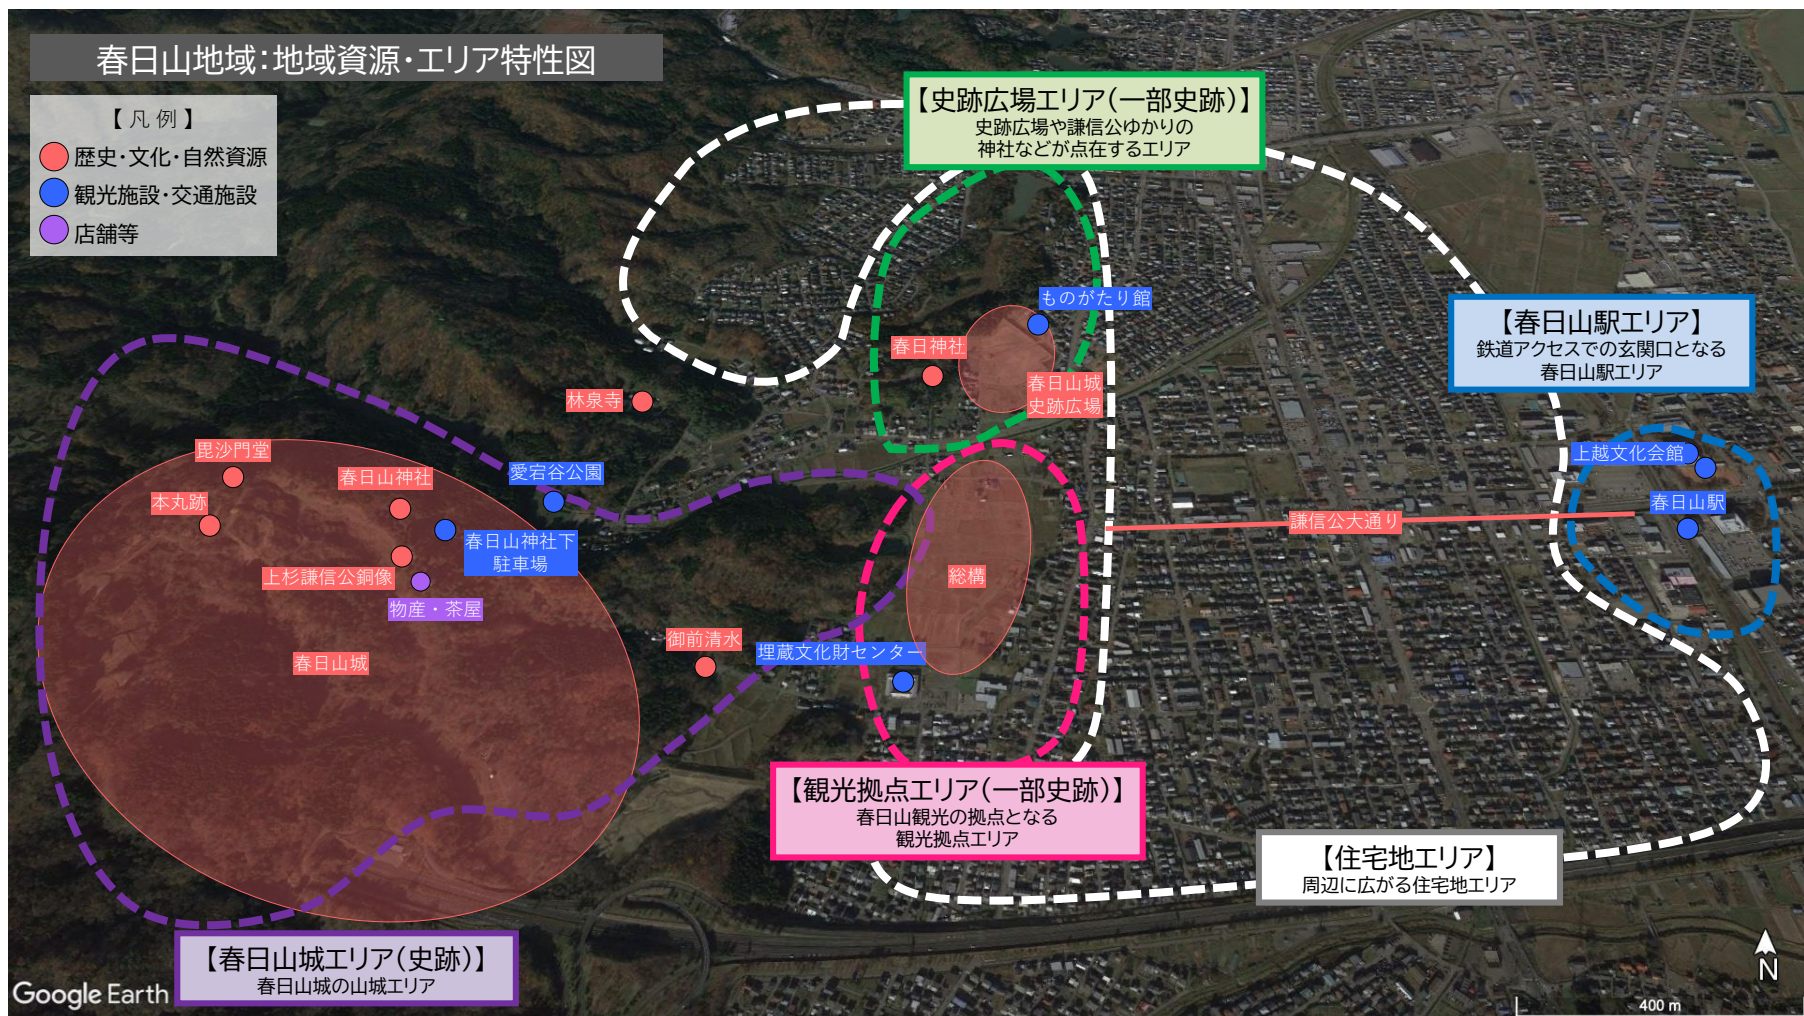 春日山地域：地域資源・エリア特性図
【 凡 例 】
歴史・文化・自然資源
観光施設・交通施設
店舗等
【史跡広場エリア（一部史跡）】
史跡広場や謙信公ゆかりの
神社などが点在するエリア
ものがたり館
春日神社
春日山城
史跡広場
【春日山駅エリア】
鉄道アクセスでの玄関口となる
春日山駅エリア
林泉寺
毘沙門堂
春日山神社
愛宕谷公園
本丸跡
春日山神社下
駐車場
上杉謙信公銅像
物産・茶屋
春日山城
上越文化会館
春日山駅
謙信公大通り
総構
御前清水
埋蔵文化財センター
【観光拠点エリア（一部史跡）】
春日山観光の拠点となる
観光拠点エリア
【住宅地エリア】
周辺に広がる住宅地エリア
【春日山城エリア（史跡）】
春日山城の山城エリア
Google Earth
N
400 m